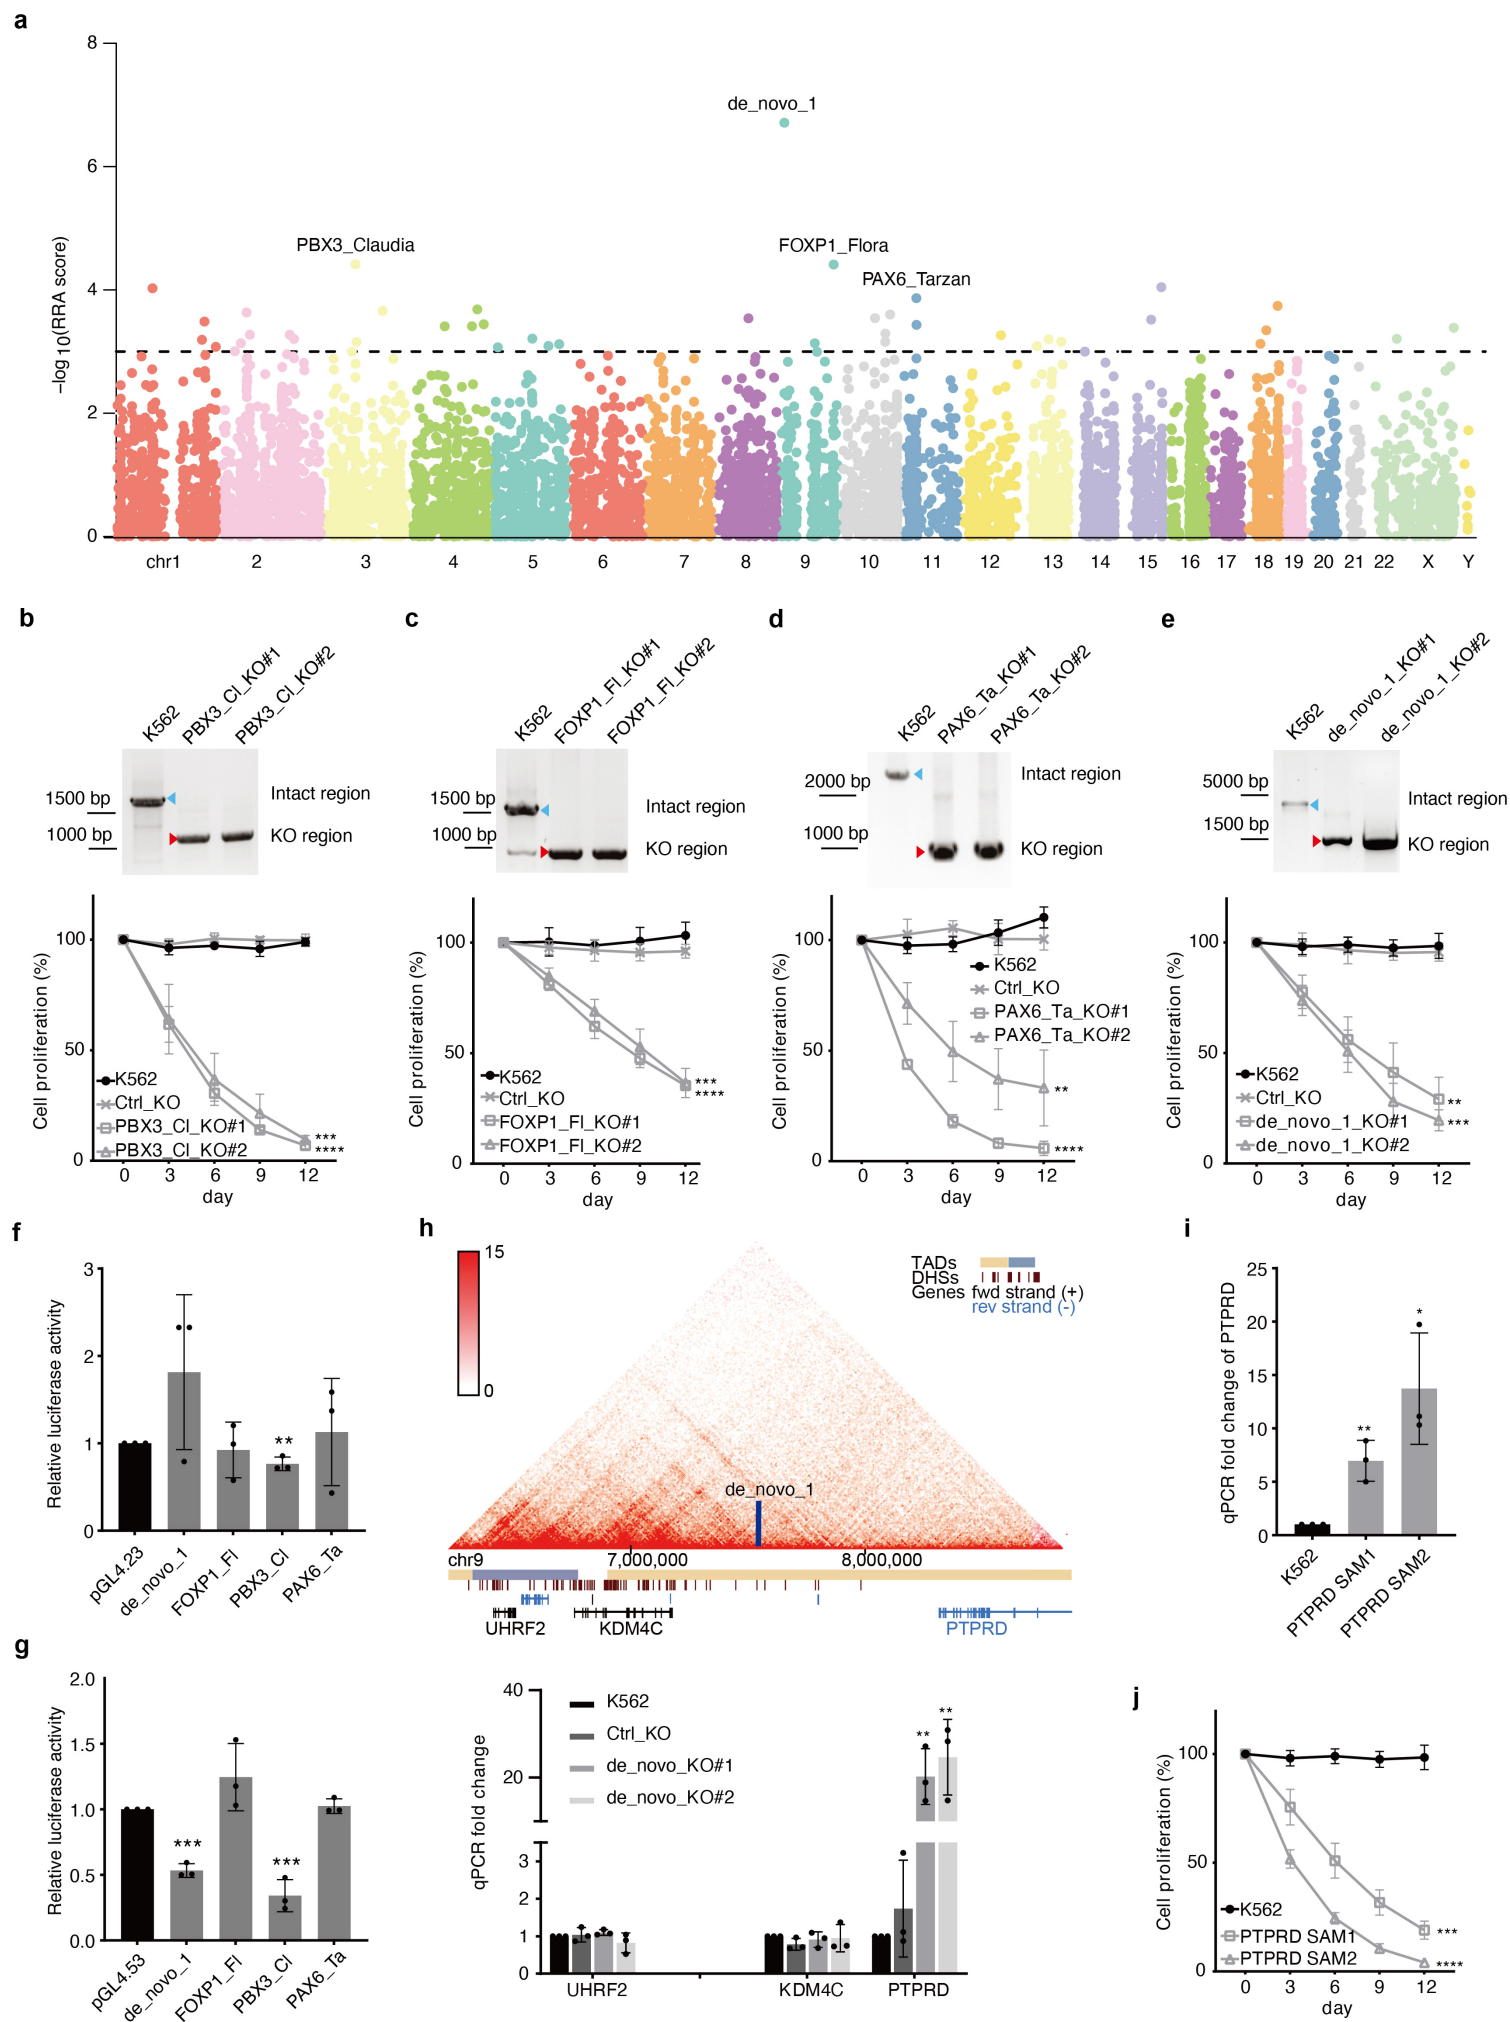 a
8
6
4
2
0
−log10(RRA score)
de_novo_1
PBX3_Claudia
FOXP1_Flora
PAX6_Tarzan
chr1 2 3 4 5 6 7 8 9 10 11 12 13 14 15 16 17 18 19 20 21 22 X Y
b
K562
PBX3_Cl_KO#1
PBX3_Cl_KO#2
1500 bp
1000 bp
Intact region
KO region
Cell proliferation (%)
100
50
0
K562
Ctrl_KO
PBX3_Cl_KO#1
PBX3_Cl_KO#2
***
****
0 3 6 9 12
day
c
K562
FOXP1_Fl_KO#1
FOXP1_Fl_KO#2
1500 bp
1000 bp
Intact region
KO region
Cell proliferation (%)
100
50
0
K562
Ctrl_KO
FOXP1_Fl_KO#1
FOXP1_Fl_KO#2
***
****
0 3 6 9 12
day
d
K562
PAX6_Ta_KO#1
PAX6_Ta_KO#2
2000 bp
1000 bp
Intact region
KO region
Cell proliferation (%)
100
50
0
K562
Ctrl_KO
PAX6_Ta_KO#1
PAX6_Ta_KO#2
**
****
0 3 6 9 12
day
e
K562
de_novo_1_KO#1
de_novo_1_KO#2
5000 bp
1500 bp
Intact region
KO region
Cell proliferation (%)
100
50
0
K562
Ctrl_KO
de_novo_1_KO#1
de_novo_1_KO#2
**
***
0 3 6 9 12
day
f
Relative luciferase activity
3
2
1
0
**
pGL4.23
de_novo_1
FOXP1_Fl
PBX3_Cl
PAX6_Ta
g
Relative luciferase activity
2.0
1.5
1.0
0.5
0.0
***
***
pGL4.53
de_novo_1
FOXP1_Fl
PBX3_Cl
PAX6_Ta
h
15
0
TADs
DHSs
Genes fwd strand (+)
rev strand (-)
de_novo_1
chr9 7,000,000 8,000,000
UHRF2 KDM4C PTPRD
qPCR fold change
40
20
3
2
1
0
K562
Ctrl_KO
de_novo_KO#1
de_novo_KO#2
**
**
UHRF2 KDM4C PTPRD
i
qPCR fold change of PTPRD
25
20
15
10
5
0
**
*
K562
PTPRD SAM1
PTPRD SAM2
j
Cell proliferation (%)
100
50
0
K562
PTPRD SAM1
PTPRD SAM2
***
****
0 3 6 9 12
day